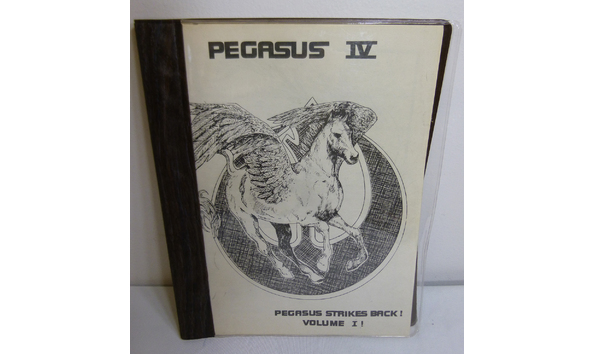 PEGASUS IV
PEGASUS STRIKES BACK!
VOLUME I!